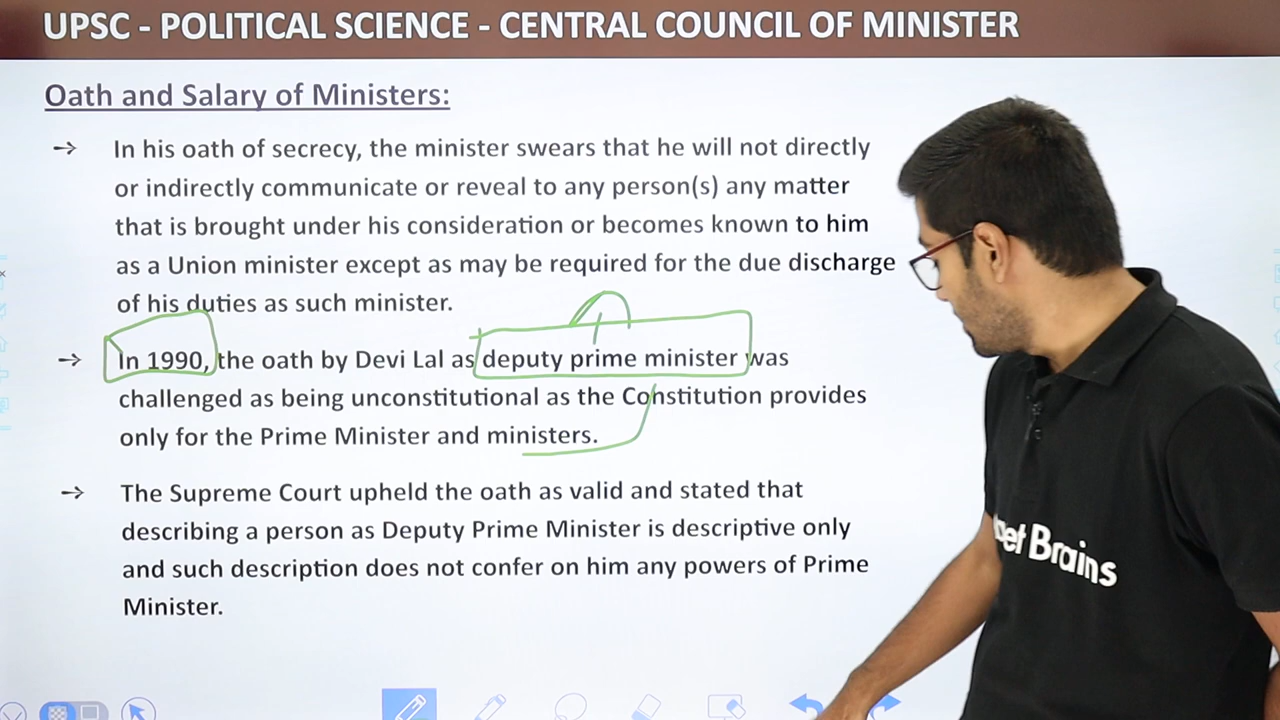 UPSC - POLITICAL SCIENCE - CENTRAL COUNCIL OF MINISTER
Oath and Salary of Ministers:
In his oath of secrecy, the minister swears that he will not directly
or indirectly communicate or reveal to any person(s) any matter
that is brought under his consideration or becomes known to him
as a Union minister except as may be required for the due discharge
of his duties as such minister.
In 1990, the oath by Devi Lal as deputy prime minister was
challenged as being unconstitutional as the Constitution provides
only for the Prime Minister and ministers.
The Supreme Court upheld the oath as valid and stated that
describing a person as Deputy Prime Minister is descriptive only
and such description does not confer on him any powers of Prime
Minister.
Brains